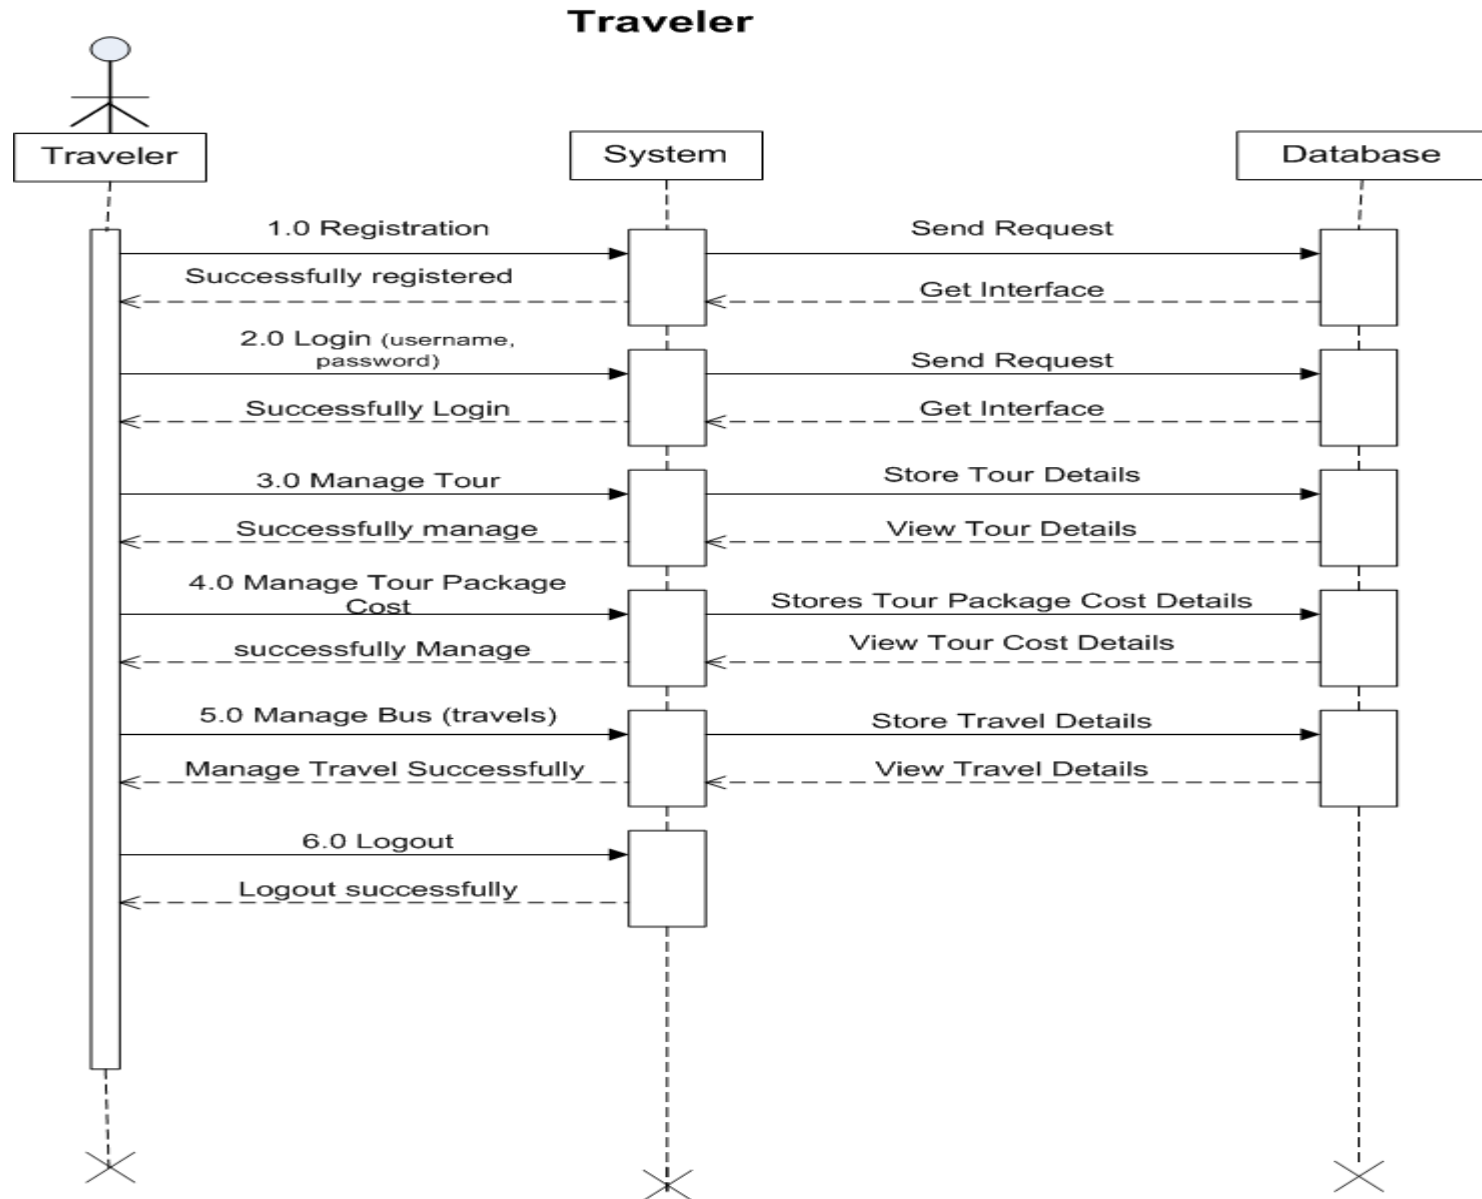 Traveler
Traveler
System
Database
1.0 Registration
Send Request
Successfully registered
Get Interface
2.0 Login (username,
password)
Send Request
Successfully Login
Get Interface
3.0 Manage Tour
Store Tour Details
Successfully manage
View Tour Details
4.0 Manage Tour Package
Cost
Stores Tour Package Cost Details
successfully Manage
View Tour Cost Details
5.0 Manage Bus (travels)
Store Travel Details
Manage Travel Successfully
View Travel Details
6.0 Logout
Logout successfully